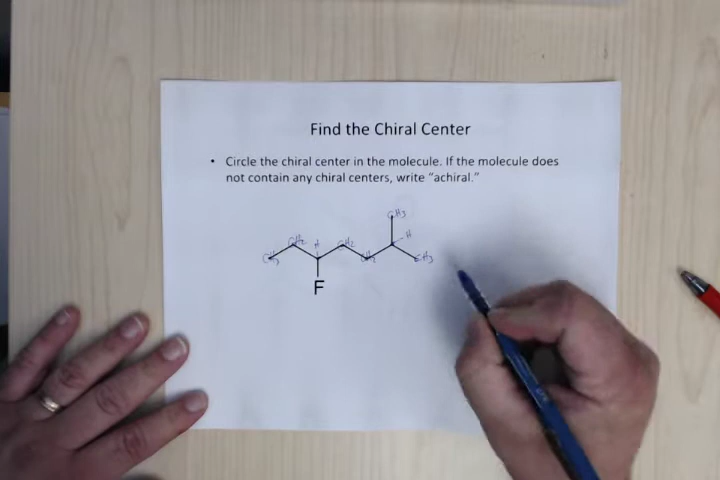 Find the Chiral Center
• Circle the chiral center in the molecule. If the molecule does
not contain any chiral centers, write "achiral."
CH3
CH2 H CH2 H
CH3 CH2 CH3
F